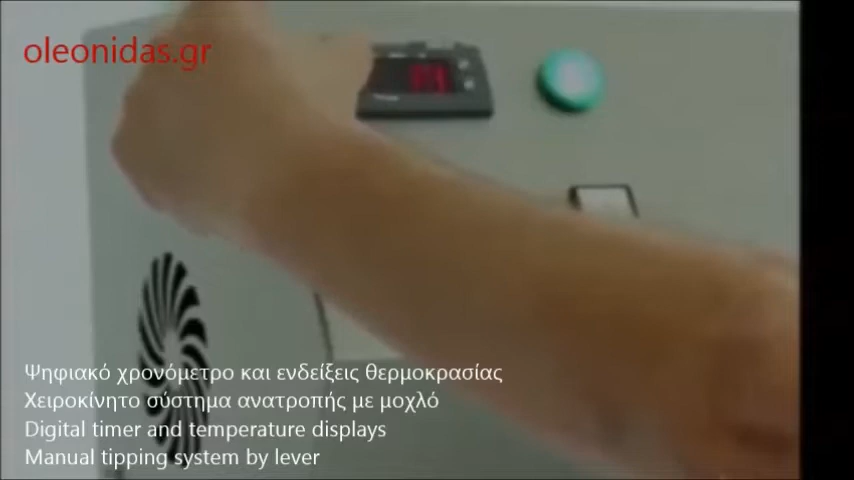 oleonidas.gr
Ψηφιακό χρονόμετρο και ενδείξεις θερμοκρασίας
Χειροκίνητο σύστημα ανατροπής με μοχλό
Digital timer and temperature displays
Manual tipping system by lever